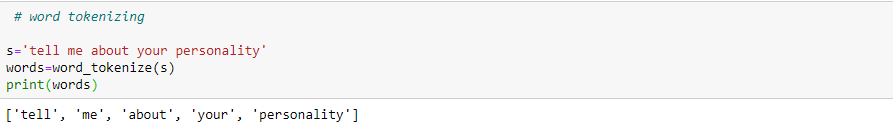 # word tokenizing
s='tell me about your personality'
words=word_tokenize(s)
print(words)
['tell', 'me', 'about', 'your', 'personality']